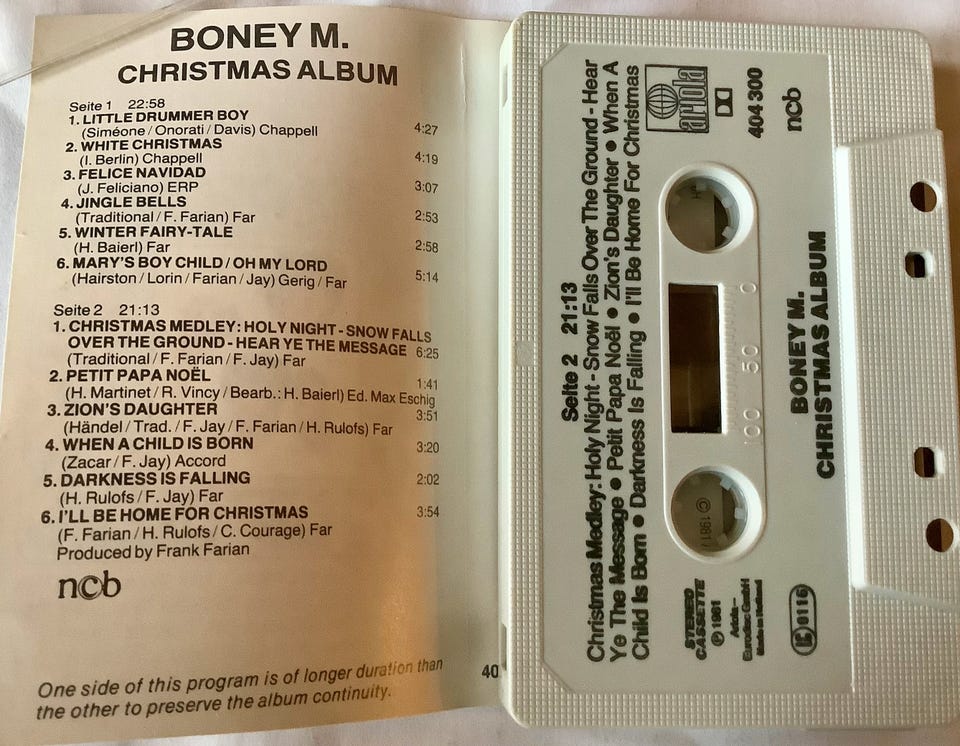 BONEY M.
CHRISTMAS ALBUM
Seite 1 22:58
1. LITTLE DRUMMER BOY
(Siméone / Onorati / Davis) Chappell 4:27
2. WHITE CHRISTMAS
(I. Berlin) Chappell 4:19
3. FELICE NAVIDAD
(J. Feliciano) ERP 3:07
4. JINGLE BELLS
(Traditional / F. Farian) Far 2:53
5. WINTER FAIRY-TALE
(H. Baierl) Far 2:58
6. MARY'S BOY CHILD / OH MY LORD
(Hairston / Lorin / Farian / Jay) Gerig / Far 5:14
Seite 2 21:13
1. CHRISTMAS MEDLEY: HOLY NIGHT - SNOW FALLS
OVER THE GROUND - HEAR YE THE MESSAGE 6:25
(Traditional / F. Farian / F. Jay) Far
2. PETIT PAPA NOËL 1:41
(H. Martinet / R. Vincy / Bearb.: H. Baierl) Ed. Max Eschig
3. ZION'S DAUGHTER 3:51
(Händel / Trad. / F. Jay / F. Farian / H. Rulofs) Far
4. WHEN A CHILD IS BORN 3:20
(Zacar / F. Jay) Accord
5. DARKNESS IS FALLING 2:02
(H. Rulofs / F. Jay) Far
6. I'LL BE HOME FOR CHRISTMAS 3:54
(F. Farian / H. Rulofs / C. Courage) Far
Produced by Frank Farian
ncb
One side of this program is of longer duration than
the other to preserve the album continuity.
40
Seite 2 21:13
Christmas Medley: Holy Night - Snow Falls Over The Ground - Hear
Ye The Message • Petit Papa Noël • Zion's Daughter • When A
Child Is Born • Darkness Is Falling • I'll Be Home For Christmas
ariola
404 300
ncb
100 50 0
BONEY M.
CHRISTMAS ALBUM
STEREO
CASSETTE
℗ 1981
Ariola-
Eurodisc GmbH
Made in Holland
0116
© 1981